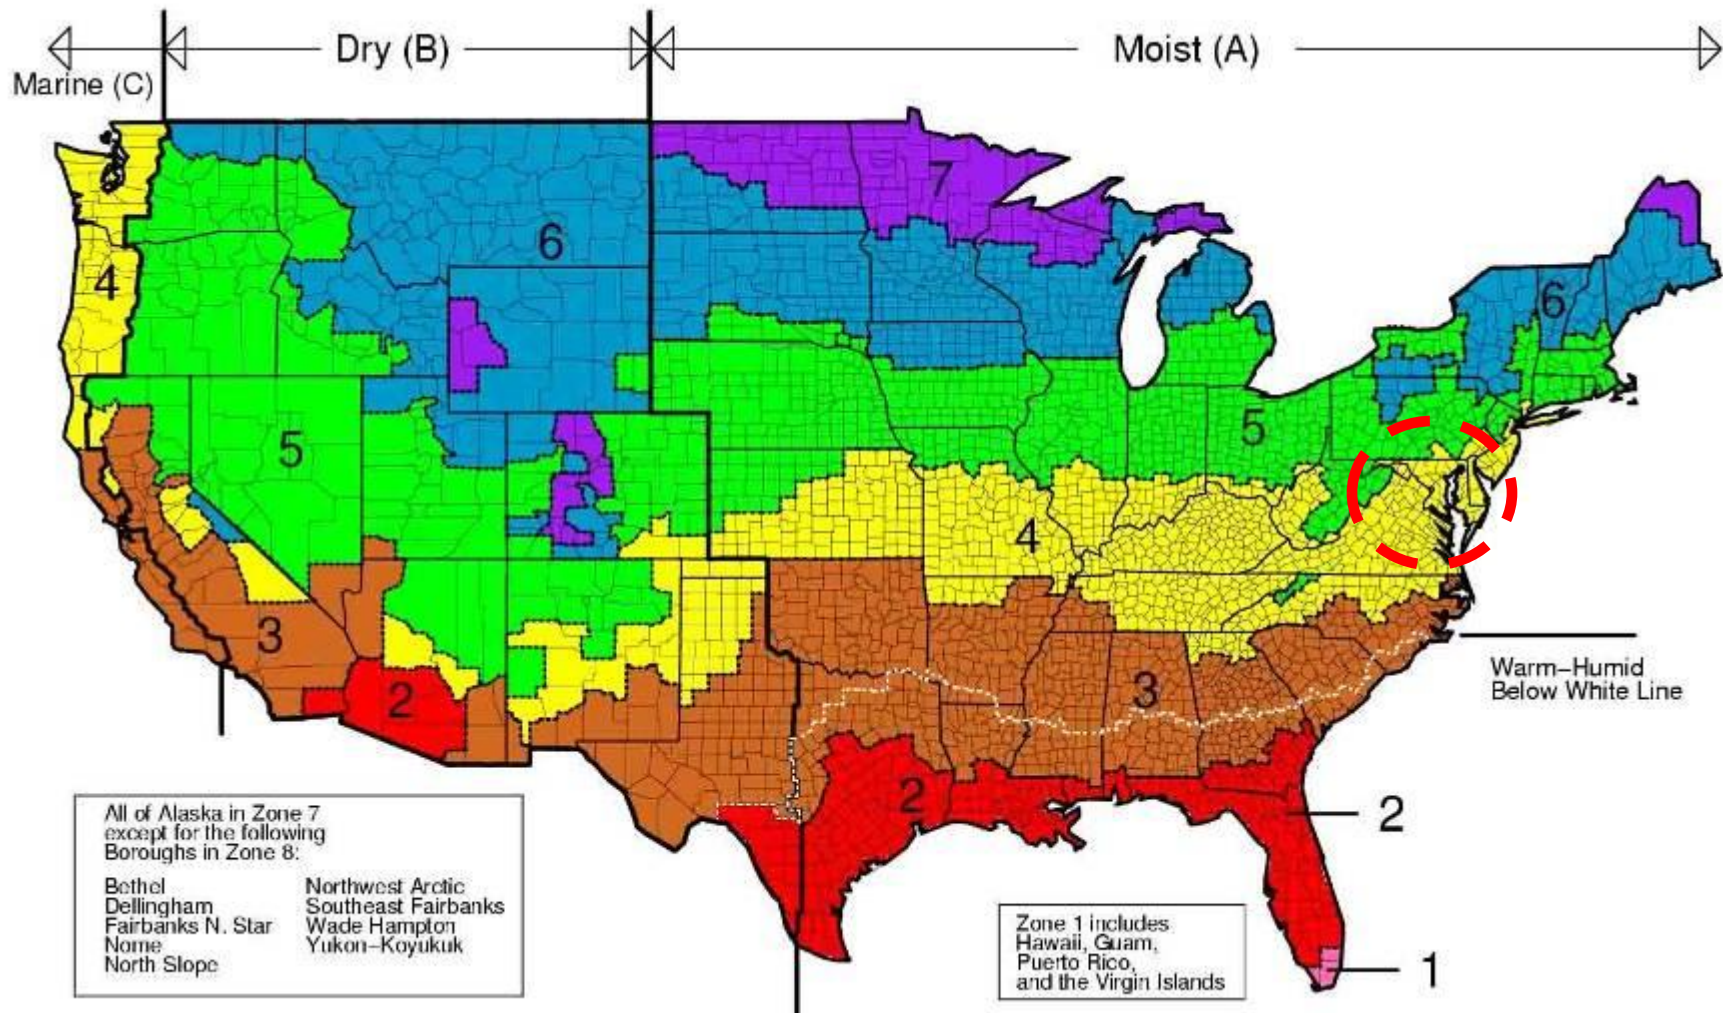 Marine (C)
Dry (B)
Moist (A)
7
6
4
6
5
5
4
3
3
2
2
Warm−Humid
Below White Line
2
1
All of Alaska in Zone 7
except for the following
Boroughs in Zone 8:
Bethel
Dellingham
Fairbanks N. Star
Nome
North Slope
Northwest Arctic
Southeast Fairbanks
Wade Hampton
Yukon−Koyukuk
Zone 1 includes
Hawaii, Guam,
Puerto Rico,
and the Virgin Islands